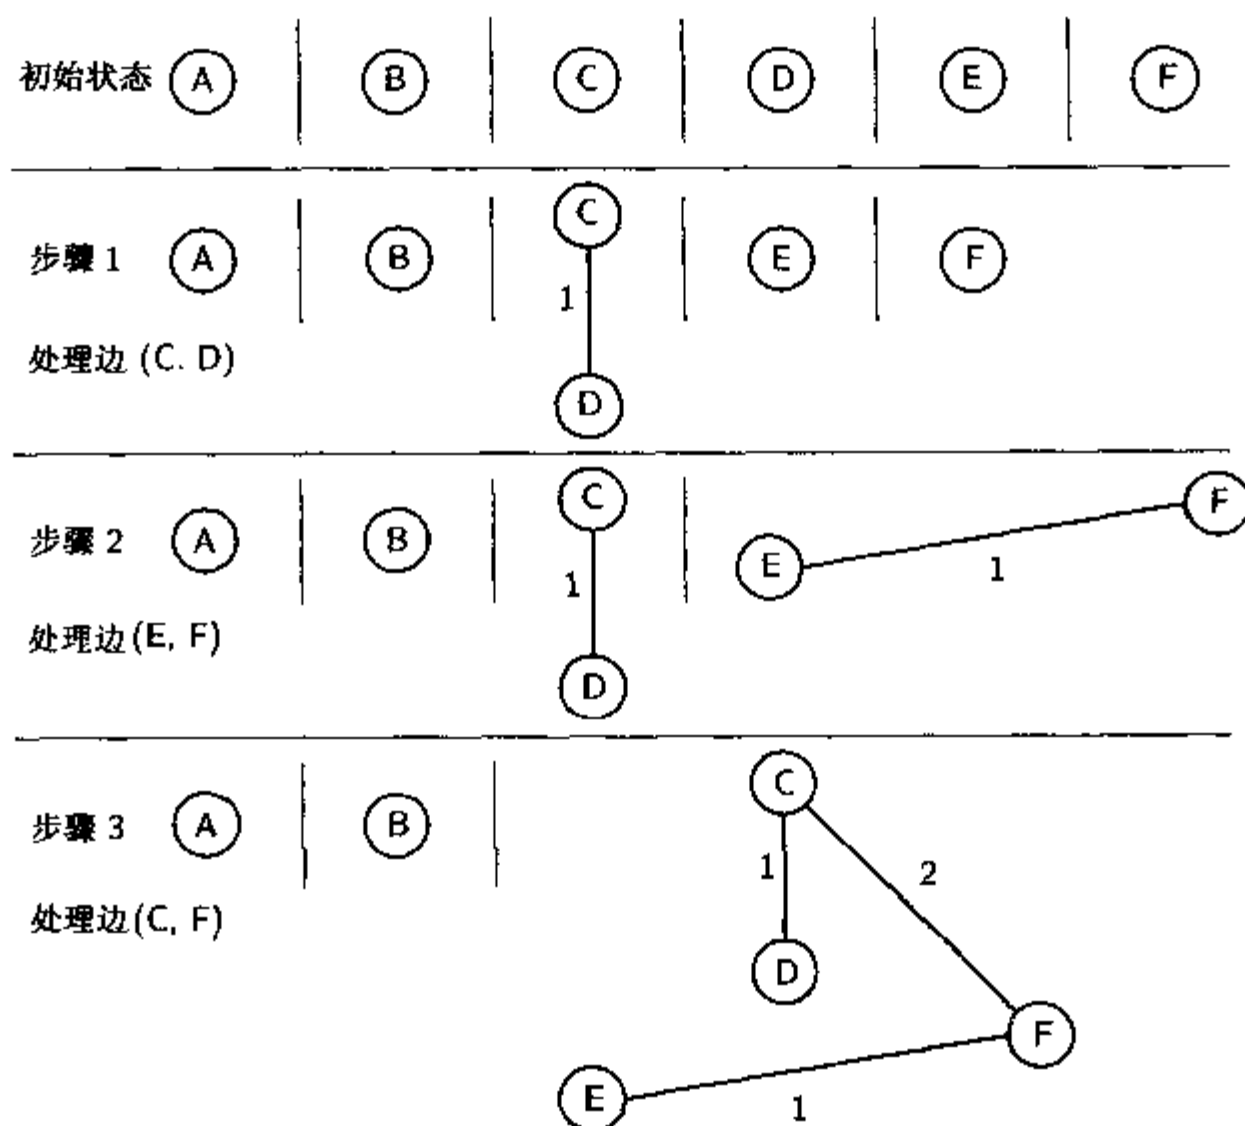 初始状态 A B C D E F
C
步骤 1 A B E F
1
处理边 (C. D)
D
C F
步骤 2 A B E
1 1
处理边(E, F)
D
C
步骤 3 A B
1 2
处理边(C, F)
D
F
E
1